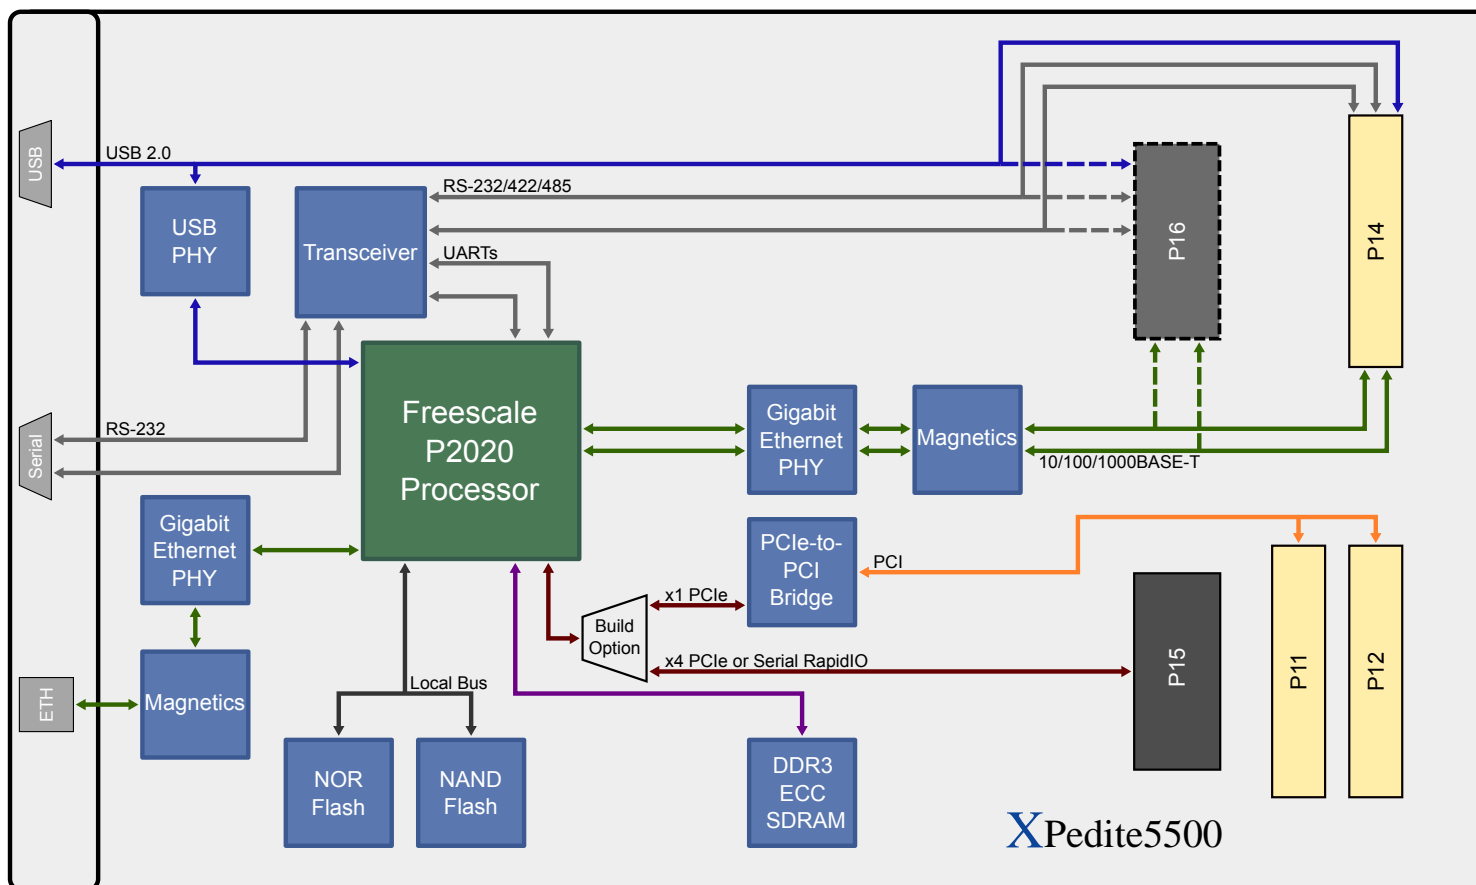 USB
USB 2.0
USB
PHY
Transceiver
RS-232/422/485
UARTs
P16
P14
Serial
RS-232
Freescale
P2020
Processor
Gigabit
Ethernet
PHY
Magnetics
10/100/1000BASE-T
Gigabit
Ethernet
PHY
PCIe-to-
PCI
Bridge
PCI
x1 PCIe
Build
Option
x4 PCIe or Serial RapidIO
P15
P11
P12
ETH
Magnetics
Local Bus
NOR
Flash
NAND
Flash
DDR3
ECC
SDRAM
XPedite5500